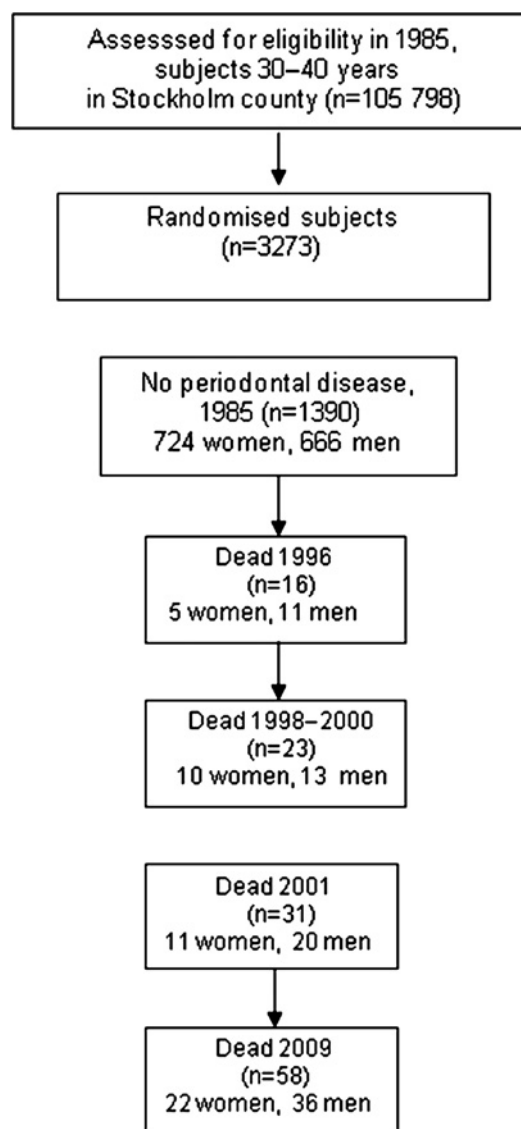 Assesssed for eligibility in 1985,
subjects 30–40 years
in Stockholm county (n=105 798)
Randomised subjects
(n=3273)
No periodontal disease,
1985 (n=1390)
724 women, 666 men
Dead 1996
(n=16)
5 women, 11 men
Dead 1998–2000
(n=23)
10 women, 13 men
Dead 2001
(n=31)
11 women, 20 men
Dead 2009
(n=58)
22 women, 36 men